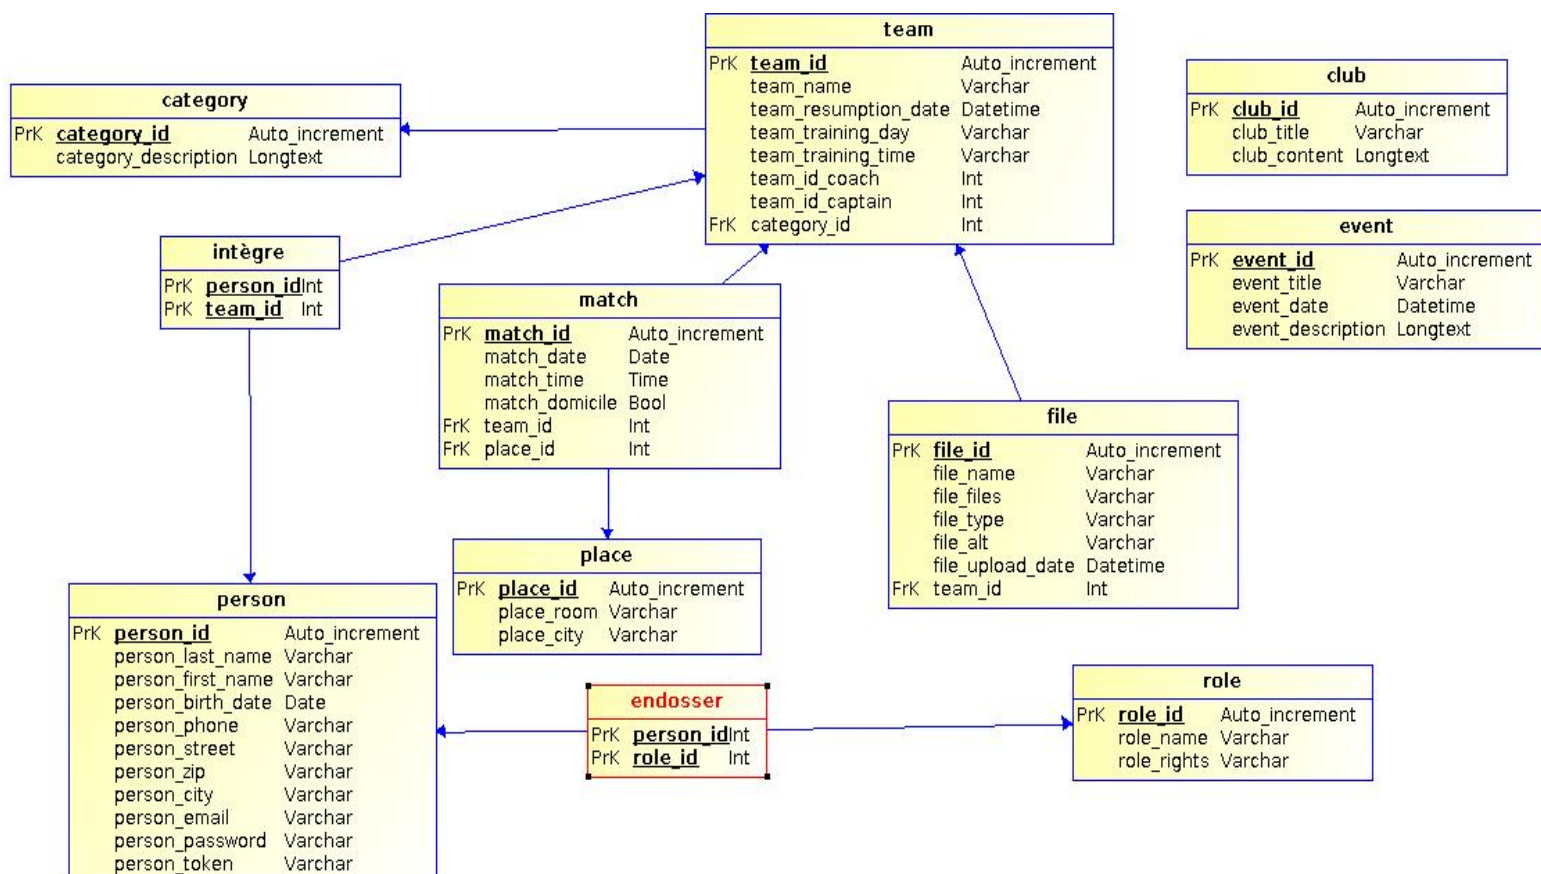 team
PrK team_id Auto_increment
team_name Varchar
team_resumption_date Datetime
team_training_day Varchar
team_training_time Varchar
team_id_coach Int
team_id_captain Int
FrK category_id Int
category
PrK category_id Auto_increment
category_description Longtext
club
PrK club_id Auto_increment
club_title Varchar
club_content Longtext
event
PrK event_id Auto_increment
event_title Varchar
event_date Datetime
event_description Longtext
intègre
PrK person_id Int
PrK team_id Int
match
PrK match_id Auto_increment
match_date Date
match_time Time
match_domicile Bool
FrK team_id Int
FrK place_id Int
file
PrK file_id Auto_increment
file_name Varchar
file_files Varchar
file_type Varchar
file_alt Varchar
file_upload_date Datetime
FrK team_id Int
place
PrK place_id Auto_increment
place_room Varchar
place_city Varchar
person
PrK person_id Auto_increment
person_last_name Varchar
person_first_name Varchar
person_birth_date Date
person_phone Varchar
person_street Varchar
person_zip Varchar
person_city Varchar
person_email Varchar
person_password Varchar
person_token Varchar
endosser
PrK person_id Int
PrK role_id Int
role
PrK role_id Auto_increment
role_name Varchar
role_rights Varchar